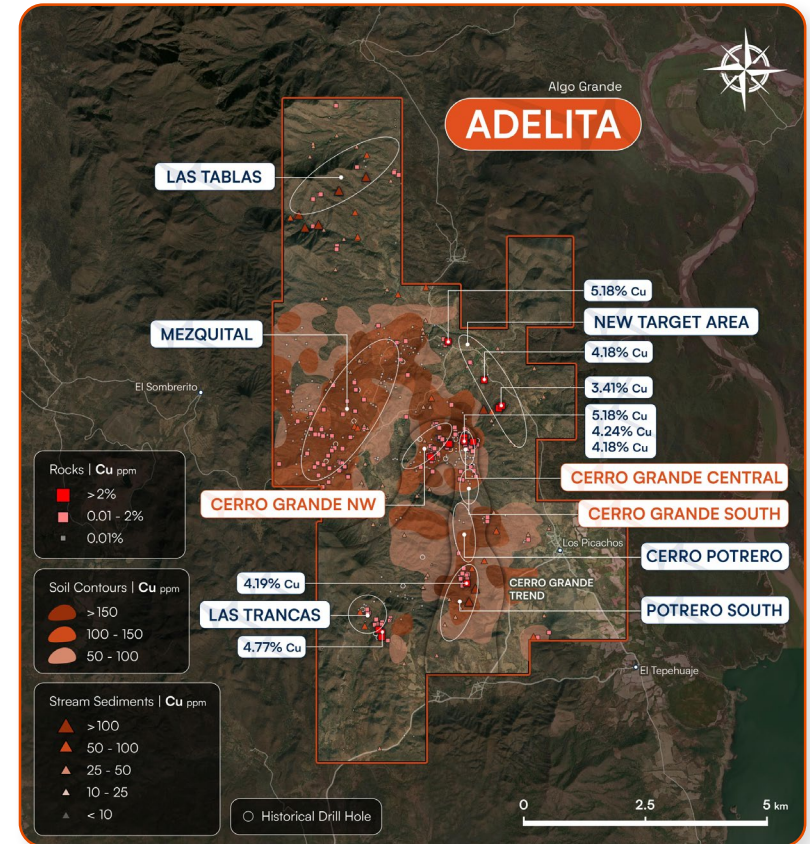 Algo Grande
ADELITA
LAS TABLAS
5.18% Cu
NEW TARGET AREA
MEZQUITAL
4.18% Cu
El Sombrerito
3.41% Cu
5.18% Cu
4.24% Cu
4.18% Cu
Rocks | Cu ppm
>2%
0.01 - 2%
0.01%
CERRO GRANDE CENTRAL
CERRO GRANDE NW
CERRO GRANDE SOUTH
Los Picachos
CERRO POTRERO
Soil Contours | Cu ppm
>150
100 - 150
50 - 100
4.19% Cu
CERRO GRANDE
TREND
LAS TRANCAS
POTRERO SOUTH
4.77% Cu
El Tepehuaje
Stream Sediments | Cu ppm
>100
50 - 100
25 - 50
10 - 25
< 10
Historical Drill Hole
0 2.5 5 km